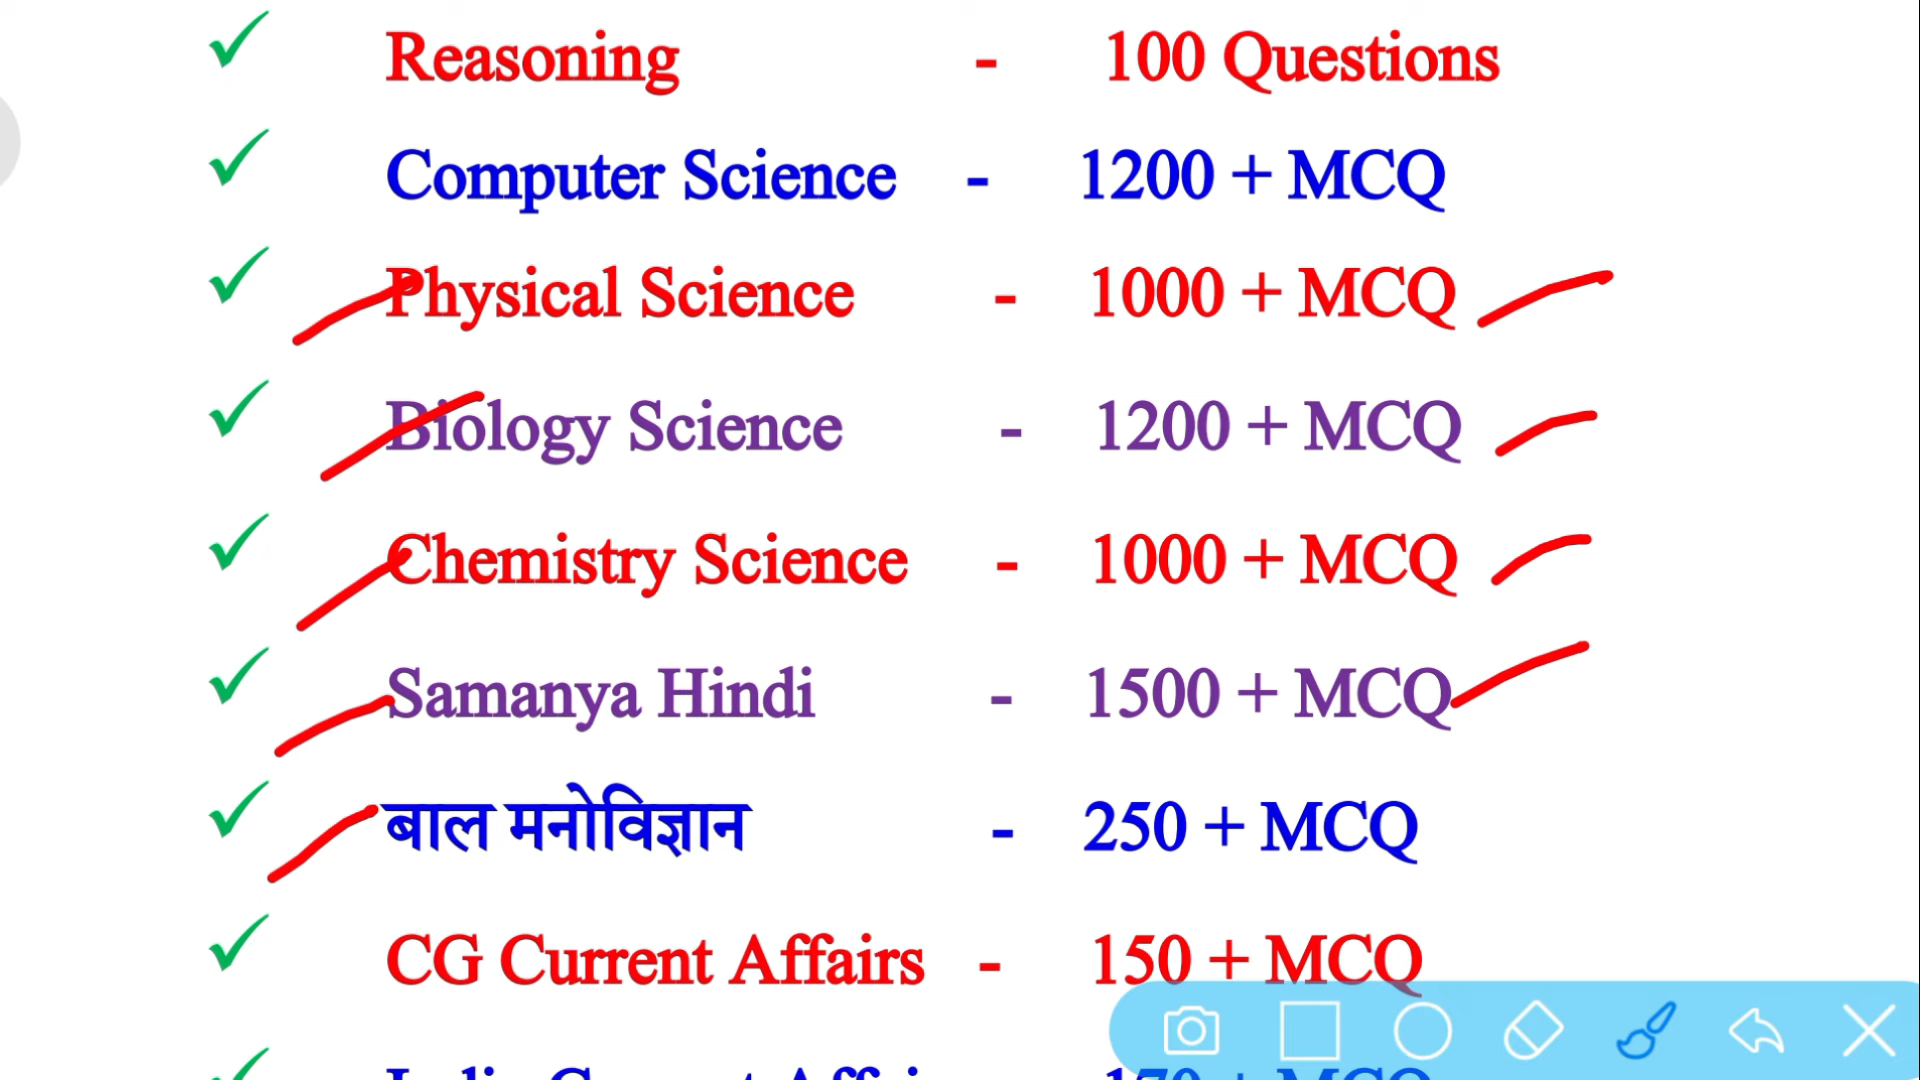 Reasoning - 100 Questions
Computer Science - 1200 + MCQ
Physical Science - 1000 + MCQ
Biology Science - 1200 + MCQ
Chemistry Science - 1000 + MCQ
Samanya Hindi - 1500 + MCQ
बाल मनोविज्ञान - 250 + MCQ
CG Current Affairs - 150 + MCQ